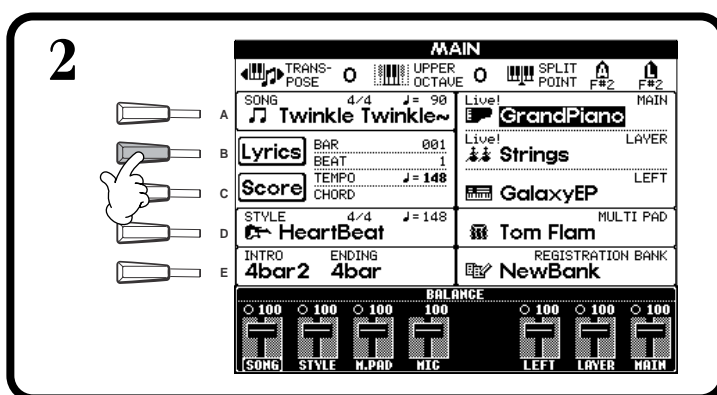 2
MAIN
TRANS-POSE 0 UPPER OCTAVE 0 SPLIT POINT A F#2 L F#2
A
SONG 4/4 ♩= 90
Twinkle Twinkle~
Live! MAIN
GrandPiano
B
Lyrics BAR 001
BEAT 1
Live! LAYER
Strings
C
Score TEMPO ♩=148
CHORD
LEFT
GalaxyEP
D
STYLE 4/4 ♩=148
HeartBeat
MULTI PAD
Tom Flam
E
INTRO ENDING
4bar2 4bar
REGISTRATION BANK
NewBank
BALANCE
100 100 100 100 100 100 100
SONG STYLE M.PAD MIC LEFT LAYER MAIN